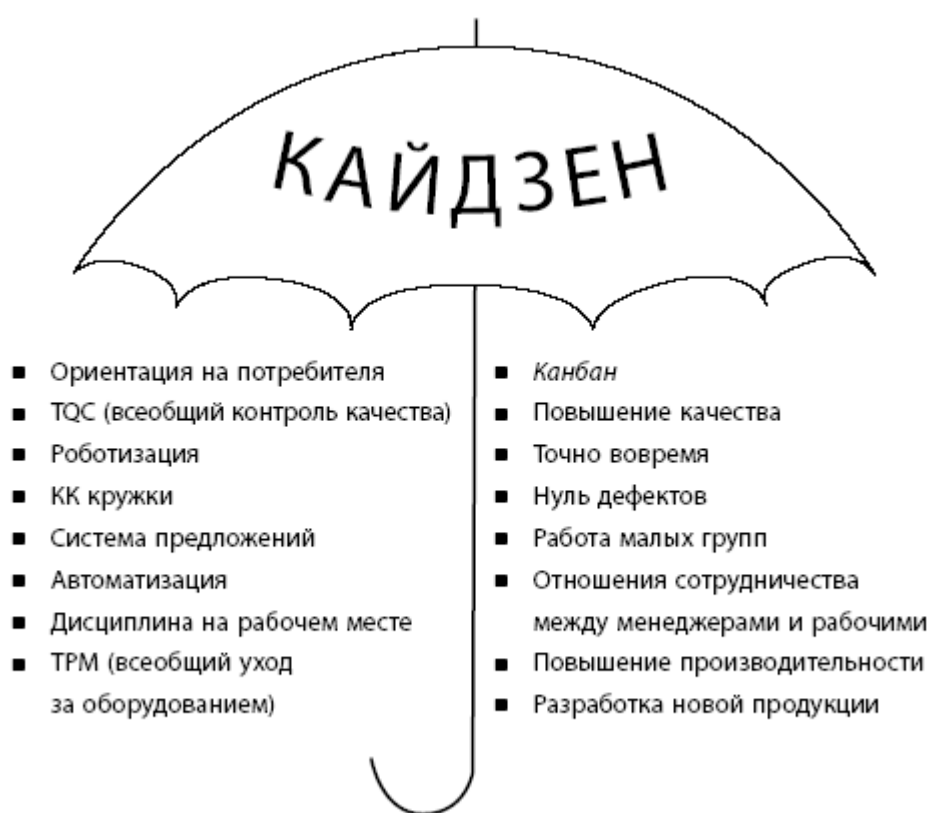 КАЙДЗЕН
■ Ориентация на потребителя
■ TQC (всеобщий контроль качества)
■ Роботизация
■ КК кружки
■ Система предложений
■ Автоматизация
■ Дисциплина на рабочем месте
■ ТРМ (всеобщий уход
за оборудованием)
■ Канбан
■ Повышение качества
■ Точно вовремя
■ Нуль дефектов
■ Работа малых групп
■ Отношения сотрудничества
между менеджерами и рабочими
■ Повышение производительности
■ Разработка новой продукции